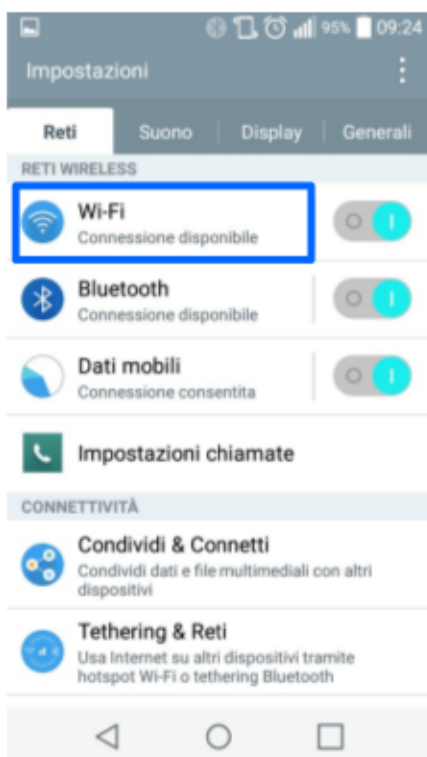 95% 09:24
Impostazioni
Reti Suono Display Generali
RETI WIRELESS
Wi-Fi
Connessione disponibile
Bluetooth
Connessione disponibile
Dati mobili
Connessione consentita
Impostazioni chiamate
CONNETTIVITÀ
Condividi & Connetti
Condividi dati e file multimediali con altri
dispositivi
Tethering & Reti
Usa Internet su altri dispositivi tramite
hotspot Wi-Fi o tethering Bluetooth